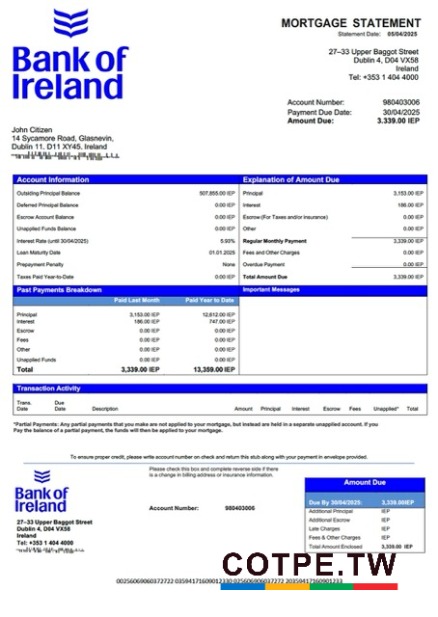 Bank of
Ireland
MORTGAGE STATEMENT
Statement Date: 05/04/2025
27–33 Upper Baggot Street
Dublin 4, D04 VX58
Ireland
Tel: +353 1 404 4000
Account Number: 980403006
Payment Due Date: 30/04/2025
Amount Due: 3.339.00 IEP
John Citizen
14 Sycamore Road, Glasnevin,
Dublin 11, D11 XY45, Ireland
Account Information
Outsiding Principal Balance 507,855.00 IEP
Deferred Principal Balance 0.00 IEP
Escrow Account Balance 0.00 IEP
Unapplied Funds Balance 0.00 IEP
Interest Rate (until 30/04/2025) 5.90%
Loan Maturity Date 01.01.2025
Prepayment Penalty None
Taxes Paid Year-to-Date 0.00 IEP
Explanation of Amount Due
Principal 3,153.00 IEP
Interest 186.00 IEP
Escrow (For Taxes and/or Insurance) 0.00 IEP
Other 0.00 IEP
Regular Monthly Payment 3,339.00 IEP
Fees and Other Charges 0.00 IEP
Overdue Payment 0.00 IEP
Total Amount Due 3,339.00 IEP
Past Payments Breakdown
Paid Last Month Paid Year to Date
Principal 3,153.00 IEP 12,612.00 IEP
Interest 186.00 IEP 747.00 IEP
Escrow 0.00 IEP 0.00 IEP
Fees 0.00 IEP 0.00 IEP
Other 0.00 IEP 0.00 IEP
Unapplied Funds 0.00 IEP 0.00 IEP
Total 3,339.00 IEP 13,359.00 IEP
Important Messages
Transaction Activity
Trans. Date Due Date Description Amount Principal Interest Escrow Fees Unapplied* Total
*Partial Payments: Any partial payments that you make are not applied to your mortgage, but instead are held in a separate unapplied account. If you
Pay the balance of a partial payment, the funds will then be applied to your mortgage.
To ensure proper credit, please write account number on check and return this stub along with your payment in envelope provided.
Bank of
Ireland
27–33 Upper Baggot Street
Dublin 4, D04 VX58
Ireland
Tel: +353 1 404 4000
Please check this box and complete reverse side if there
is a change in billing address or insurance information.
Account Number: 980403006
Amount Due
Due By 30/04/2025: 3,339.00IEP
Additional Principal IEP
Additional Escrow IEP
Late Charges IEP
Fees & Other Charges IEP
Total Amount Enclosed 3,339.00 IEP
COTPE.TW